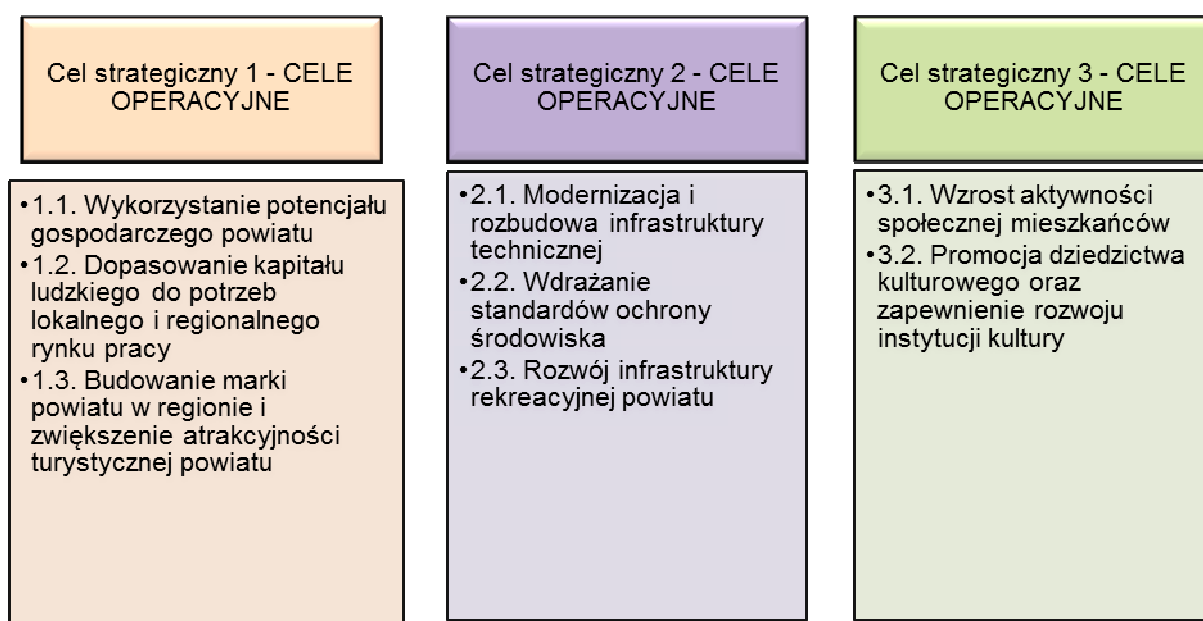 Cel strategiczny 1 - CELE
OPERACYJNE
•1.1. Wykorzystanie potencjału
gospodarczego powiatu
•1.2. Dopasowanie kapitału
ludzkiego do potrzeb
lokalnego i regionalnego
rynku pracy
•1.3. Budowanie marki
powiatu w regionie i
zwiększenie atrakcyjności
turystycznej powiatu
Cel strategiczny 2 - CELE
OPERACYJNE
•2.1. Modernizacja i
rozbudowa infrastruktury
technicznej
•2.2. Wdrażanie
standardów ochrony
środowiska
•2.3. Rozwój infrastruktury
rekreacyjnej powiatu
Cel strategiczny 3 - CELE
OPERACYJNE
•3.1. Wzrost aktywności
społecznej mieszkańców
•3.2. Promocja dziedzictwa
kulturowego oraz
zapewnienie rozwoju
instytucji kultury